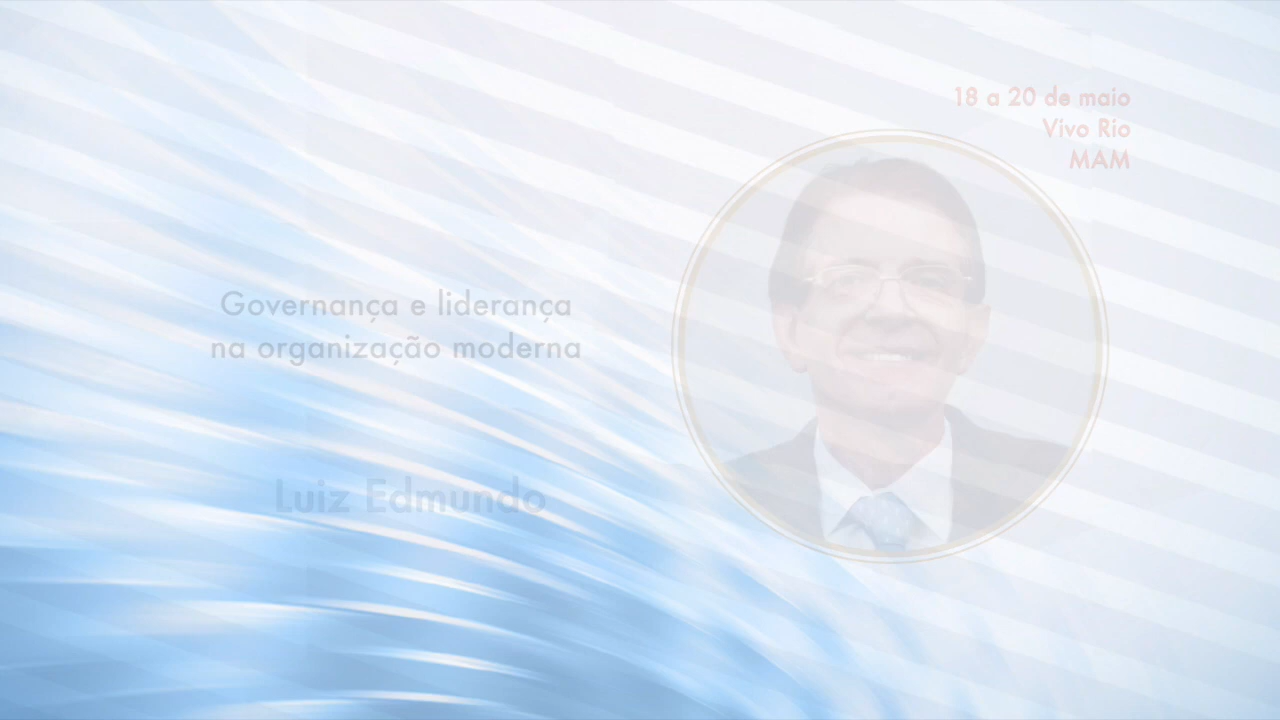 18 a 20 de maio
Vivo Rio
MAM
Governança e liderança
na organização moderna
Luiz Edmundo